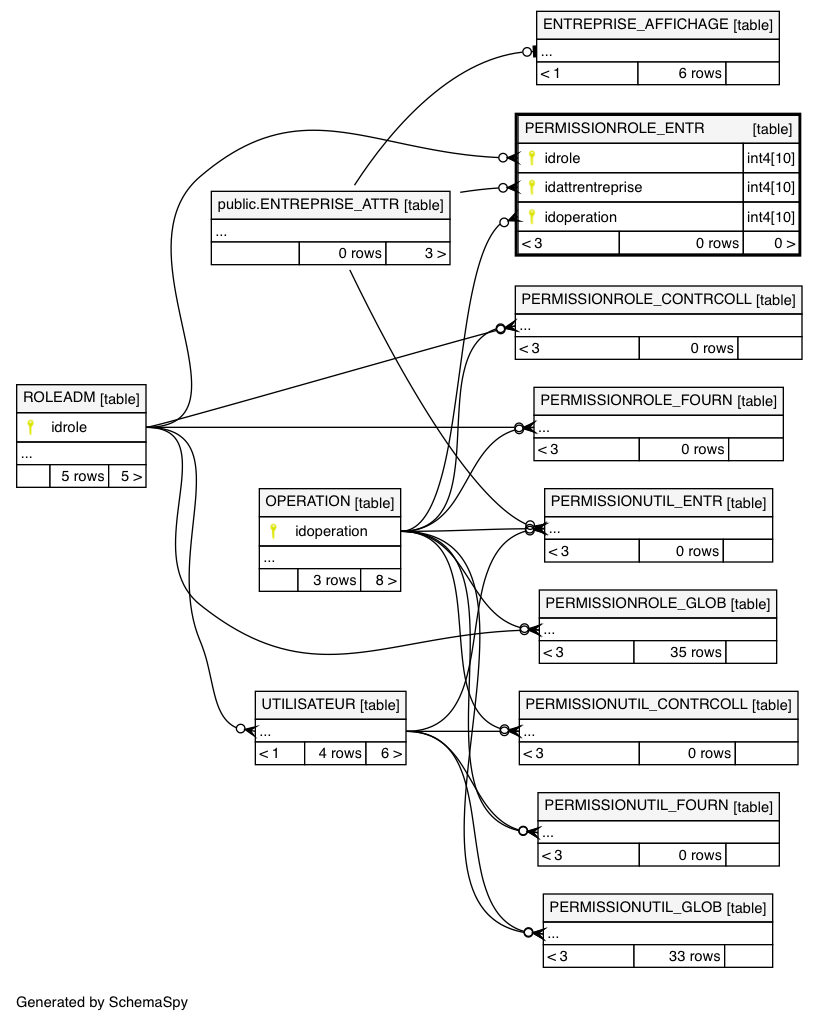 ENTREPRISE_AFFICHAGE [table]
...
< 1 6 rows
PERMISSIONROLE_ENTR [table]
idrole int4[10]
idattrentreprise int4[10]
idoperation int4[10]
< 3 0 rows 0 >
public.ENTREPRISE_ATTR [table]
...
0 rows 3 >
PERMISSIONROLE_CONTRCOLL [table]
...
< 3 0 rows
ROLEADM [table]
idrole
...
5 rows 5 >
PERMISSIONROLE_FOURN [table]
...
< 3 0 rows
OPERATION [table]
idoperation
...
3 rows 8 >
PERMISSIONUTIL_ENTR [table]
...
< 3 0 rows
PERMISSIONROLE_GLOB [table]
...
< 3 35 rows
UTILISATEUR [table]
...
< 1 4 rows 6 >
PERMISSIONUTIL_CONTRCOLL [table]
...
< 3 0 rows
PERMISSIONUTIL_FOURN [table]
...
< 3 0 rows
PERMISSIONUTIL_GLOB [table]
...
< 3 33 rows
Generated by SchemaSpy